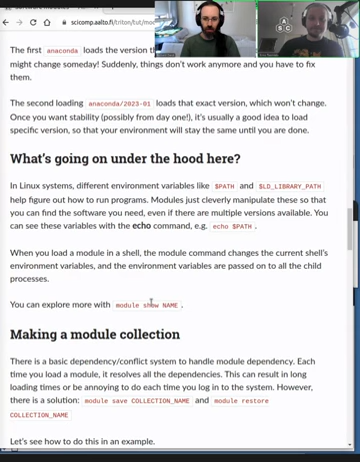 scicomp.aalto.fi/triton/tut/mod
The first anaconda loads the version t
might change someday! Suddenly, things don't work anymore and you have to fix
them.
The second loading anaconda/2023-01 loads that exact version, which won't change.
Once you want stability (possibly from day one!), it's usually a good idea to load
specific version, so that your environment will stay the same until you are done.
What's going on under the hood here?
In Linux systems, different environment variables like $PATH and $LD_LIBRARY_PATH
help figure out how to run programs. Modules just cleverly manipulate these so that
you can find the software you need, even if there are multiple versions available. You
can see these variables with the echo command, e.g. echo $PATH .
When you load a module in a shell, the module command changes the current shell's
environment variables, and the environment variables are passed on to all the child
processes.
You can explore more with module show NAME .
Making a module collection
There is a basic dependency/conflict system to handle module dependency. Each
time you load a module, it resolves all the dependencies. This can result in long
loading times or be annoying to do each time you log in to the system. However,
there is a solution: module save COLLECTION_NAME and module restore
COLLECTION_NAME
Let's see how to do this in an example.